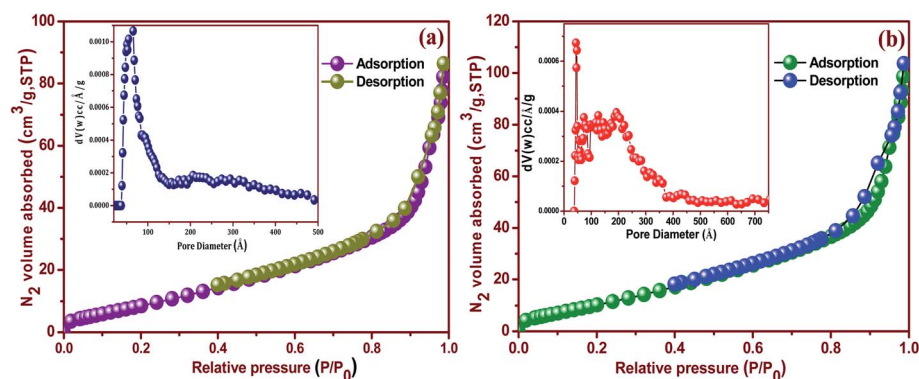 (a)
Adsorption
Desorption
N2 volume absorbed (cm3/g,STP)
100
80
60
40
20
0
0.0 0.2 0.4 0.6 0.8 1.0
Relative pressure (P/P0)
dV(w)cc/Å/g
0.0010
0.0008
0.0006
0.0004
0.0002
0.0000
100 200 300 400 500
Pore Diameter (Å)
(b)
Adsorption
Desorption
N2 volume absorbed (cm3/g,STP)
120
100
80
60
40
20
0
0.0 0.2 0.4 0.6 0.8 1.0
Relative pressure (P/P0)
dV(w)cc/Å/g
0.0006
0.0004
0.0002
0.0000
0 100 200 300 400 500 600 700
Pore Diameter (Å)